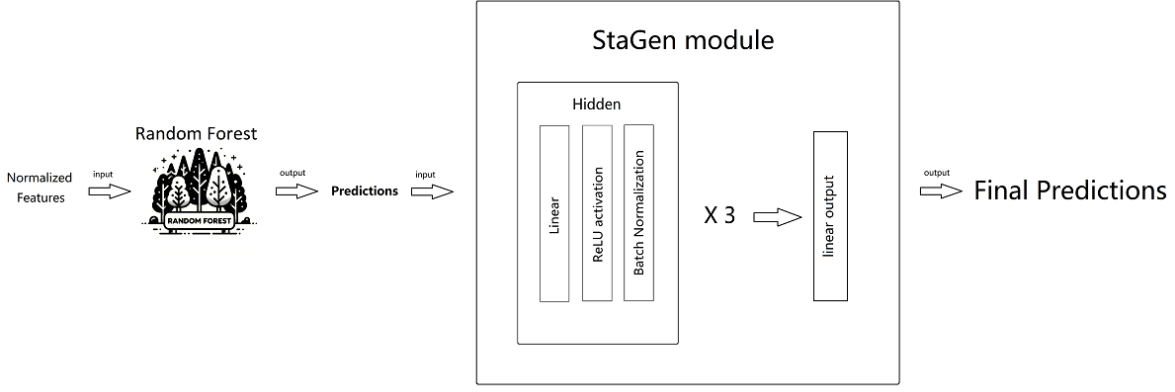 StaGen module
Hidden
Linear
ReLU activation
Batch Normalization
X 3
linear output
Random Forest
RANDOM FOREST
Normalized
Features
input
output
Predictions
input
output
Final Predictions